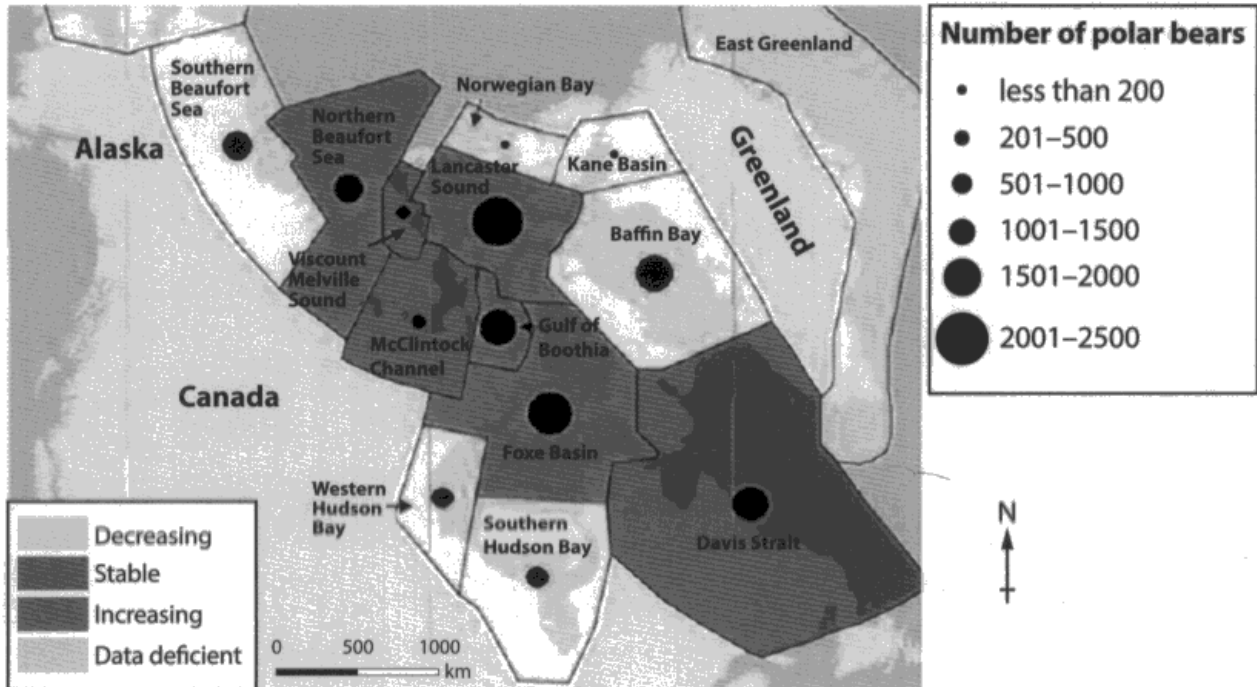 Southern
Beaufort
Sea
Alaska
Northern
Beaufort
Sea
Norwegian Bay
Lancaster
Sound
Kane Basin
East Greenland
Greenland
Baffin Bay
Viscount
Melville
Sound
McClintock
Channel
Gulf of
Boothia
Canada
Foxe Basin
Western
Hudson
Bay
Southern
Hudson Bay
Davis Strait
Decreasing
Stable
Increasing
Data deficient
0 500 1000
km
Number of polar bears
less than 200
201–500
501–1000
1001–1500
1501–2000
2001–2500
N